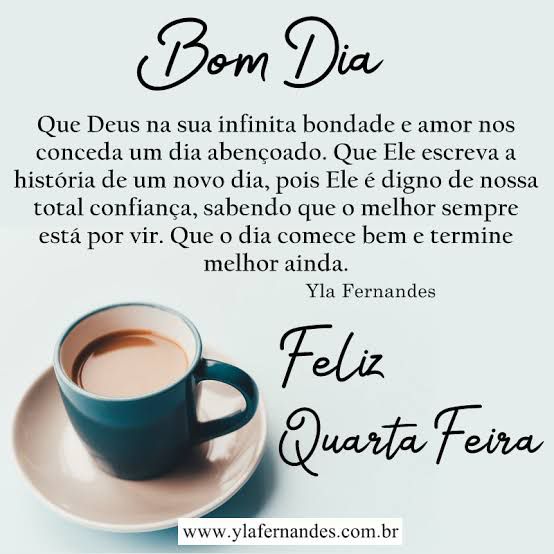 Bom Dia
Que Deus na sua infinita bondade e amor nos
conceda um dia abençoado. Que Ele escreva a
história de um novo dia, pois Ele é digno de nossa
total confiança, sabendo que o melhor sempre
está por vir. Que o dia comece bem e termine
melhor ainda.
Yla Fernandes
Feliz
Quarta Feira
www.ylafernandes.com.br